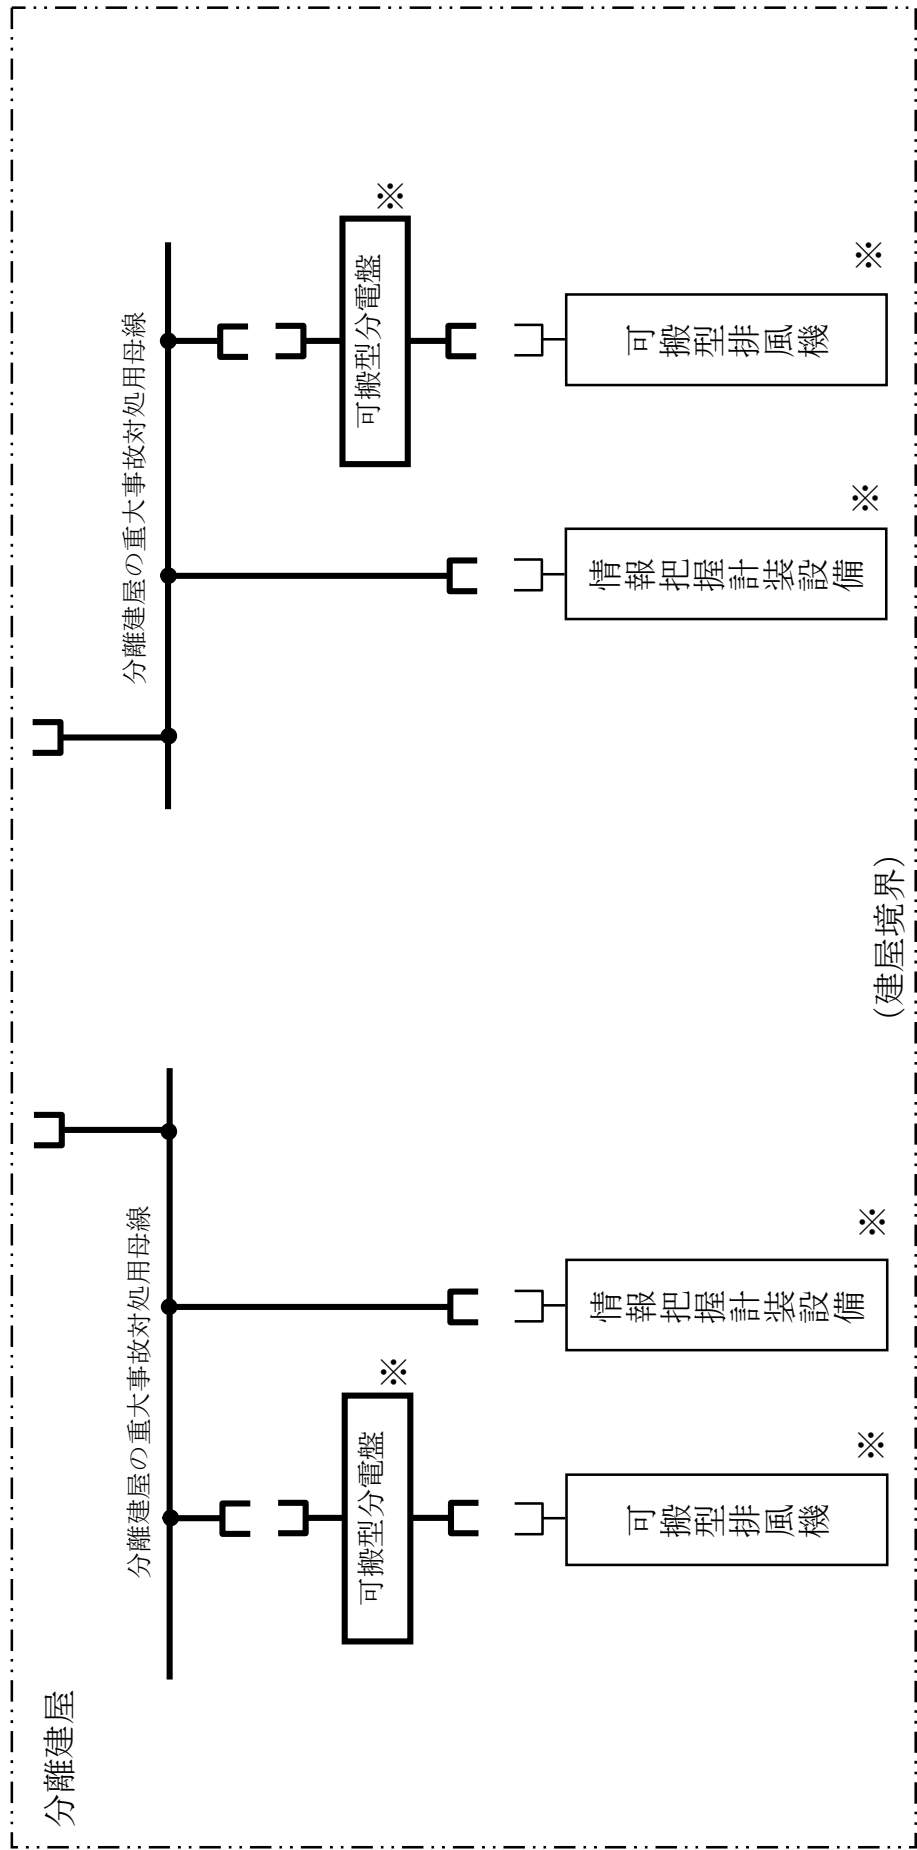 分離建屋
分離建屋の重大事故対処用母線
分離建屋の重大事故対処用母線
可搬型分電盤
※
可搬型分電盤
※
可搬型排風機
※
情報把握計装設備
※
情報把握計装設備
※
可搬型排風機
※
(建屋境界)